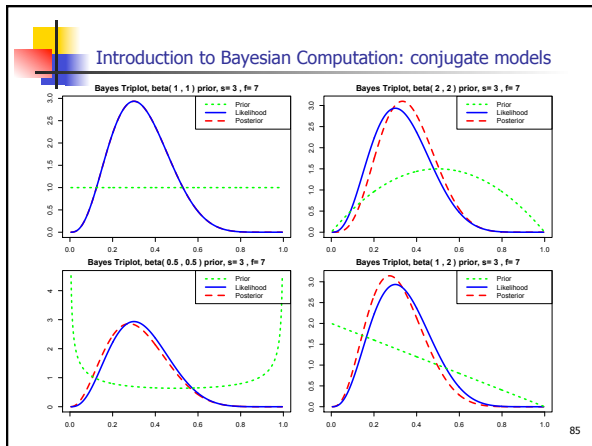 Introduction to Bayesian Computation: conjugate models
Bayes Triplot, beta( 1 , 1 ) prior, s= 3 , f= 7
Prior
Likelihood
Posterior
0.0 0.5 1.0 1.5 2.0 2.5 3.0
0.0 0.2 0.4 0.6 0.8 1.0
Bayes Triplot, beta( 2 , 2 ) prior, s= 3 , f= 7
Prior
Likelihood
Posterior
0.0 0.5 1.0 1.5 2.0 2.5 3.0
0.0 0.2 0.4 0.6 0.8 1.0
Bayes Triplot, beta( 0.5 , 0.5 ) prior, s= 3 , f= 7
Prior
Likelihood
Posterior
0 1 2 3 4
0.0 0.2 0.4 0.6 0.8 1.0
Bayes Triplot, beta( 1 , 2 ) prior, s= 3 , f= 7
Prior
Likelihood
Posterior
0.0 0.5 1.0 1.5 2.0 2.5 3.0
0.0 0.2 0.4 0.6 0.8 1.0
85